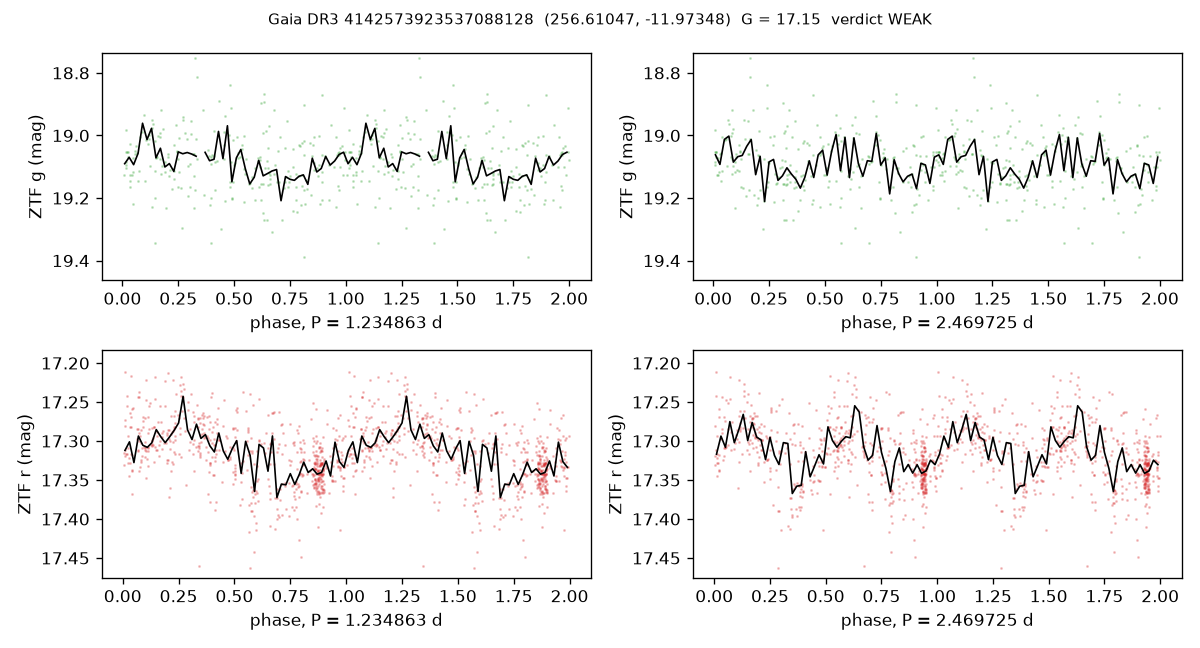 Gaia DR3 4142573923537088128 (256.61047, -11.97348) G = 17.15 verdict WEAK
ZTF g (mag)
18.8
19.0
19.2
19.4
0.00 0.25 0.50 0.75 1.00 1.25 1.50 1.75 2.00
phase, P = 1.234863 d
ZTF g (mag)
18.8
19.0
19.2
19.4
0.00 0.25 0.50 0.75 1.00 1.25 1.50 1.75 2.00
phase, P = 2.469725 d
ZTF r (mag)
17.20
17.25
17.30
17.35
17.40
17.45
0.00 0.25 0.50 0.75 1.00 1.25 1.50 1.75 2.00
phase, P = 1.234863 d
ZTF r (mag)
17.20
17.25
17.30
17.35
17.40
17.45
0.00 0.25 0.50 0.75 1.00 1.25 1.50 1.75 2.00
phase, P = 2.469725 d